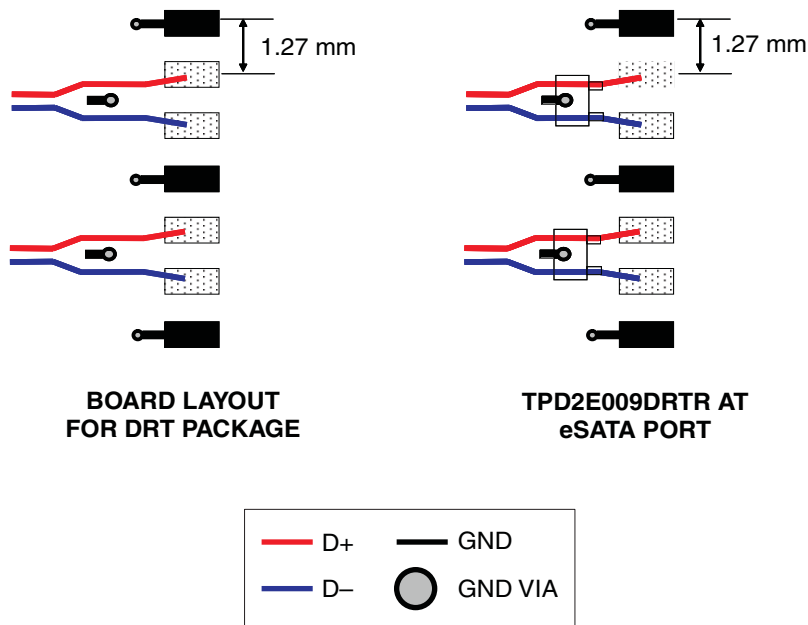 1.27 mm
1.27 mm
BOARD LAYOUT
FOR DRT PACKAGE
TPD2E009DRTR AT
eSATA PORT
D+
GND
D–
GND VIA